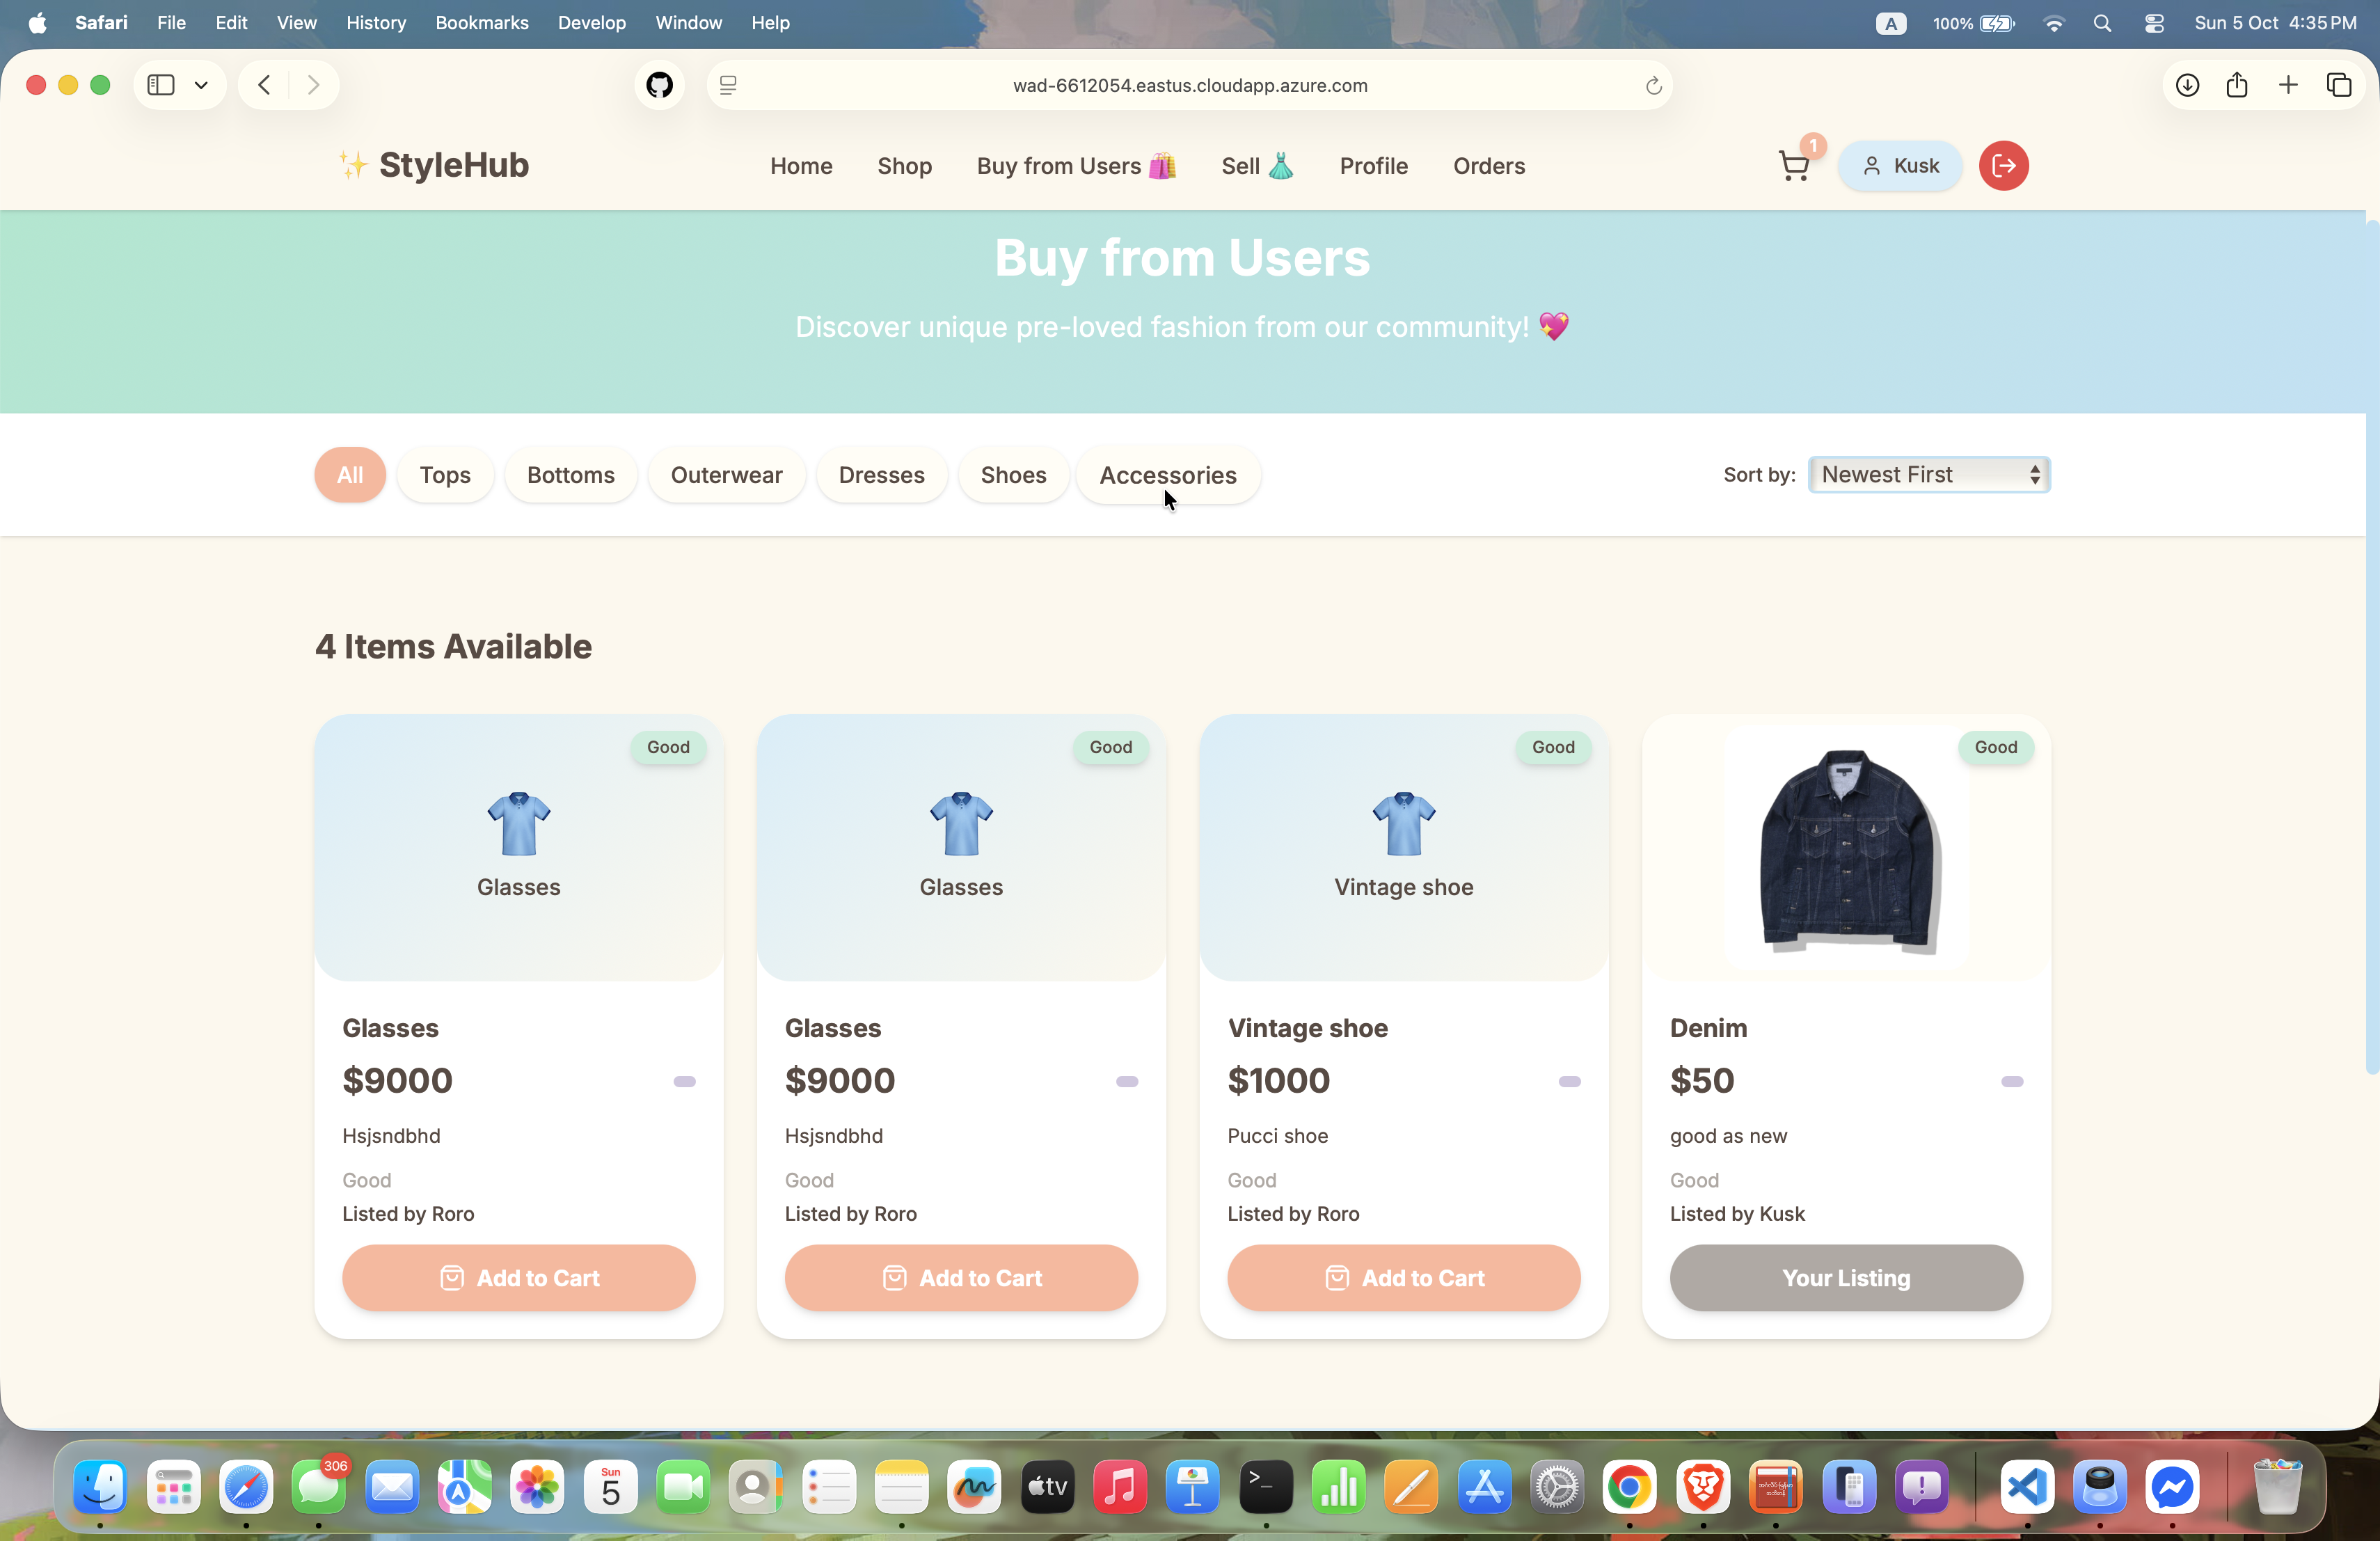 Safari File Edit View History Bookmarks Develop Window Help A 100% Sun 5 Oct 4:35 PM
wad-6612054.eastus.cloudapp.azure.com
✨ StyleHub Home Shop Buy from Users 🛍️ Sell 👗 Profile Orders 1 Kusk
Buy from Users
Discover unique pre-loved fashion from our community! 💖
All Tops Bottoms Outerwear Dresses Shoes Accessories Sort by: Newest First
4 Items Available
Good Good Good Good
Glasses Glasses Vintage shoe
Glasses Glasses Vintage shoe Denim
$9000 $9000 $1000 $50
Hsjsndbhd Hsjsndbhd Pucci shoe good as new
Good Good Good Good
Listed by Roro Listed by Roro Listed by Roro Listed by Kusk
Add to Cart Add to Cart Add to Cart Your Listing
306 Sun
5 tv